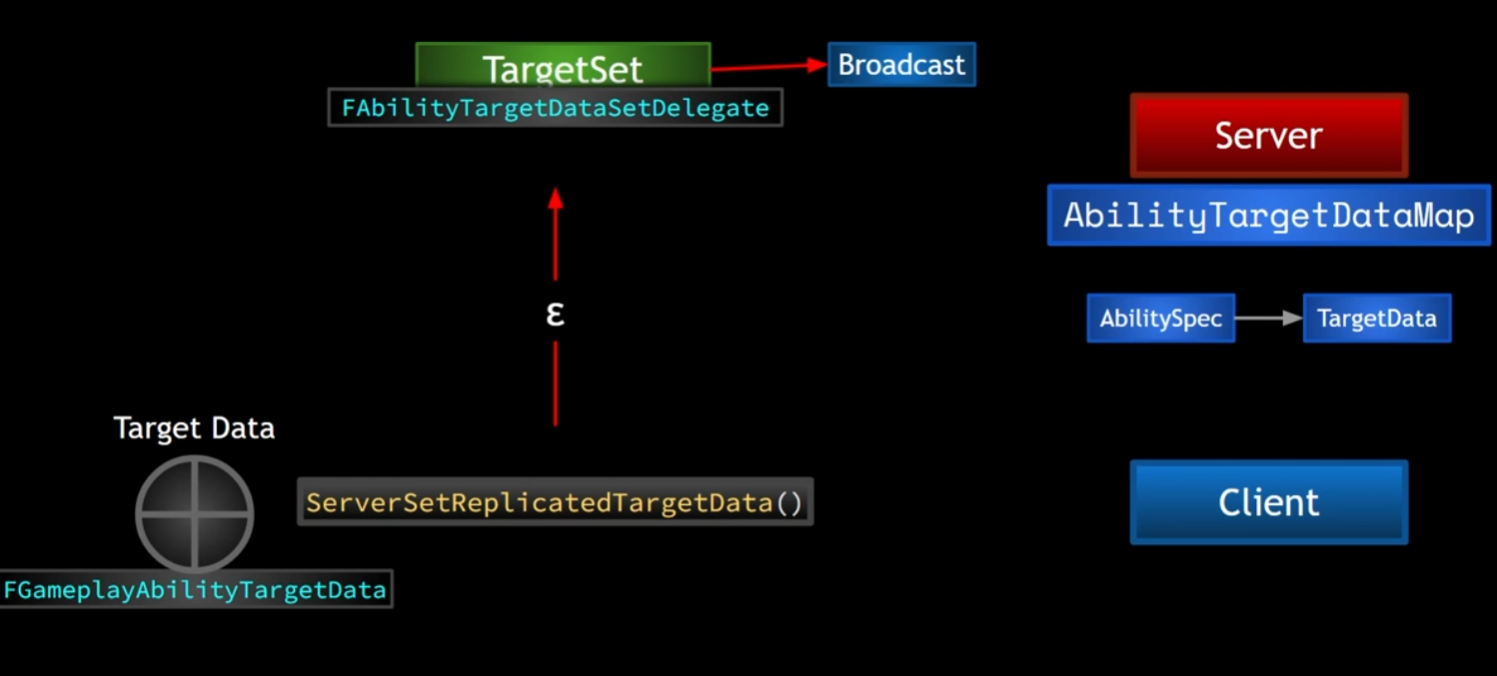 TargetSet
Broadcast
FAbilityTargetDataSetDelegate
Server
AbilityTargetDataMap
ε
AbilitySpec
TargetData
Target Data
ServerSetReplicatedTargetData()
Client
FGameplayAbilityTargetData